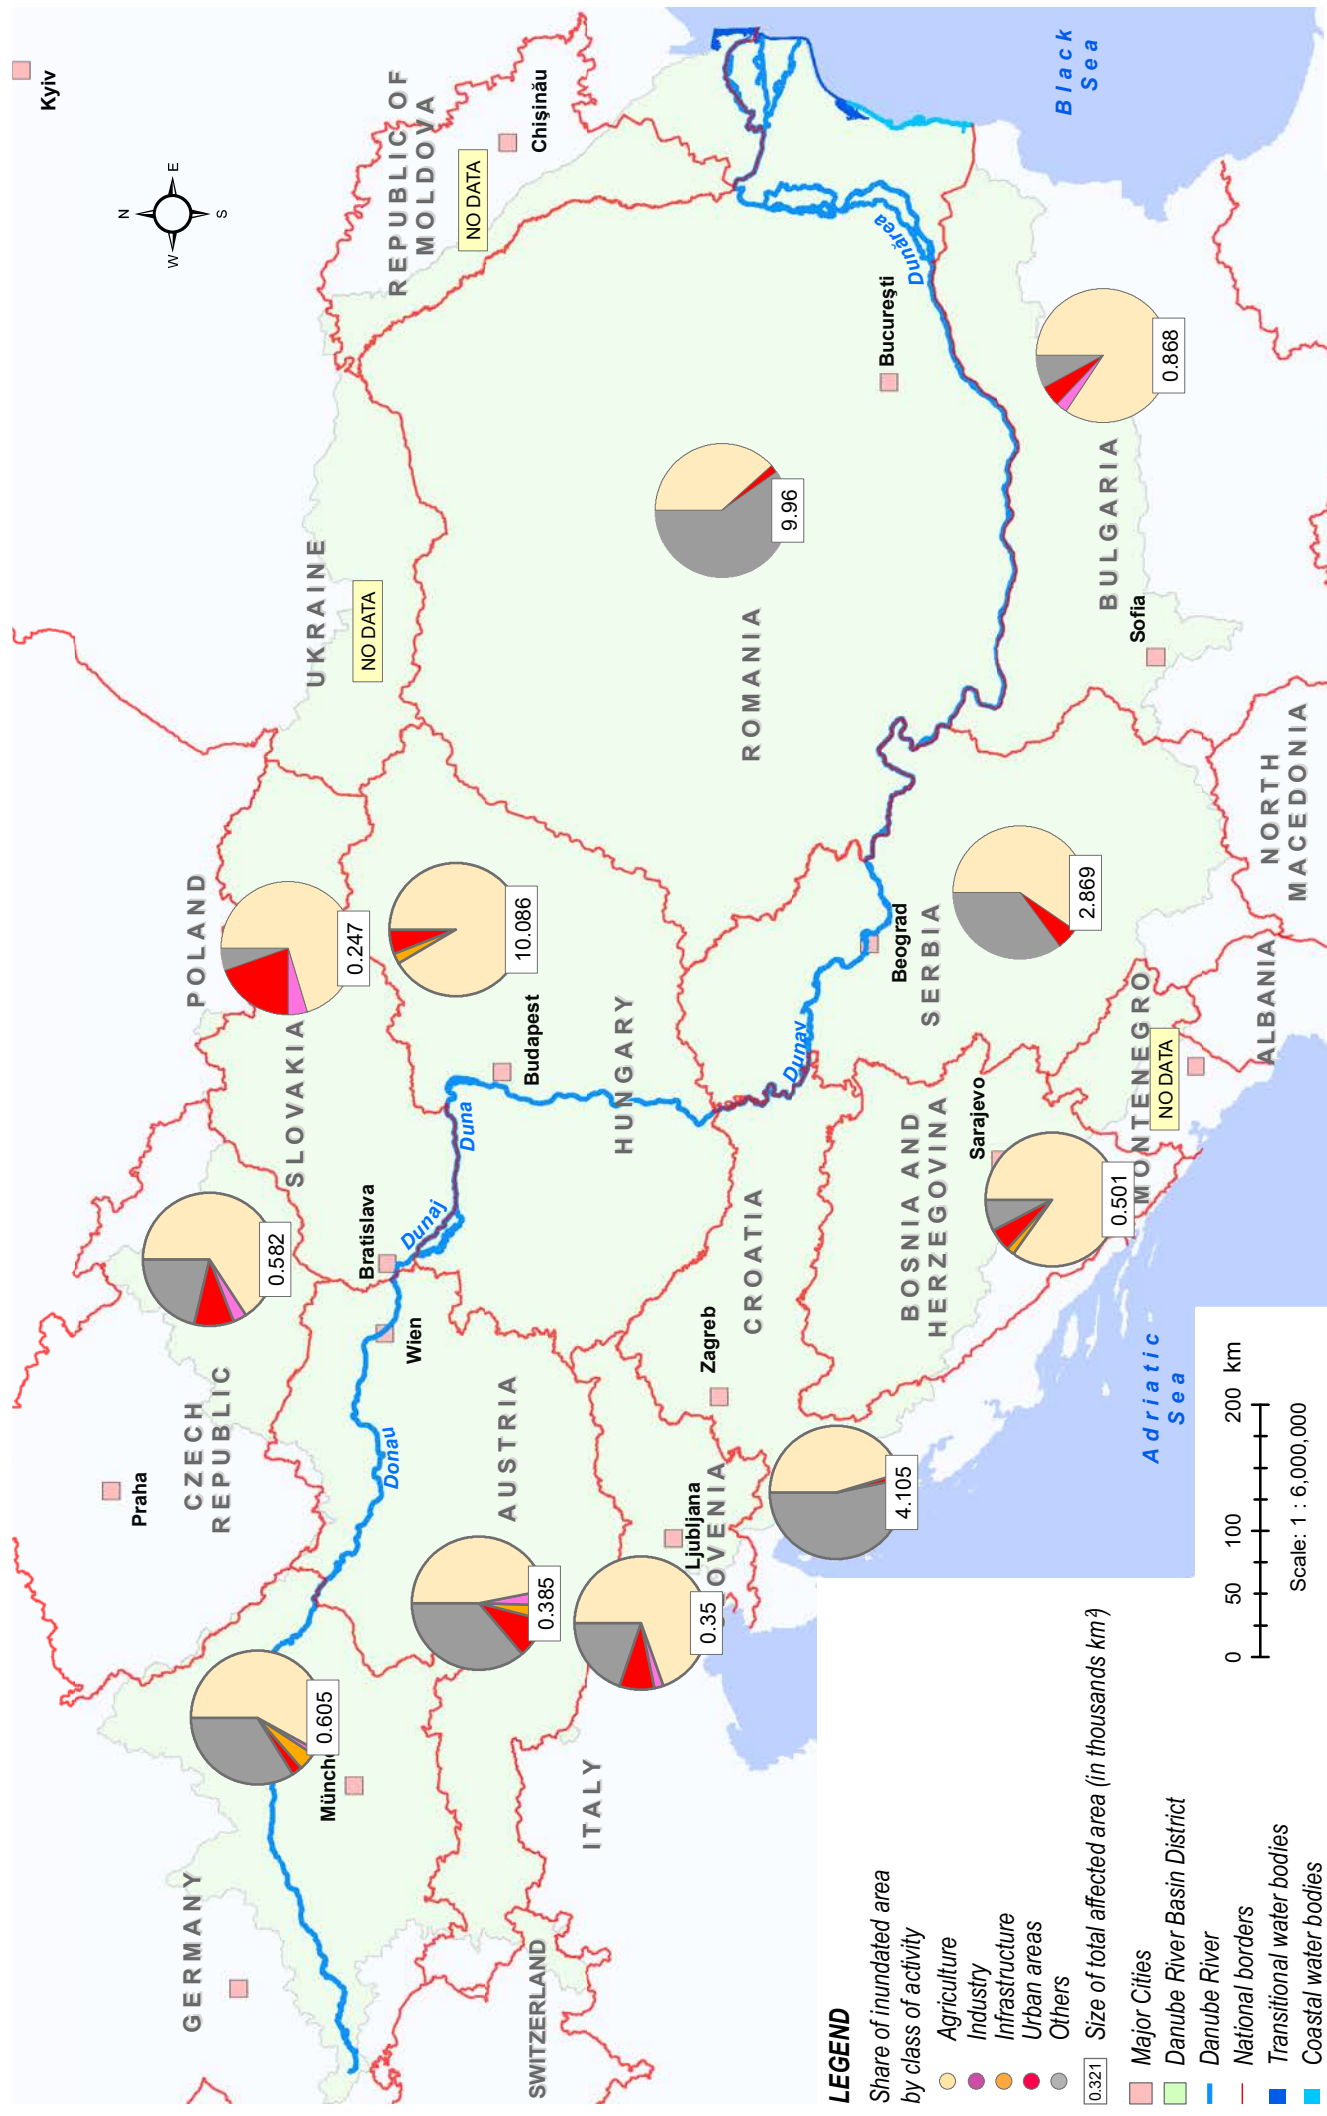 Kyiv
N
W
E
S
REPUBLIC OF
MOLDOVA
Chişinău
NO DATA
Black
Sea
UKRAINE
NO DATA
Dunărea
Bucureşti
0.868
9.96
ROMANIA
BULGARIA
Sofia
NORTH
MACEDONIA
POLAND
0.247
10.086
Beograd
SERBIA
2.869
ALBANIA
SLOVAKIA
Budapest
HUNGARY
Duna
Dunav
MONTENEGRO
NO DATA
Sarajevo
BOSNIA AND
HERZEGOVINA
0.501
0.582
Bratislava
Dunaj
Wien
CROATIA
Zagreb
Adriatic
Sea
CZECH
REPUBLIC
Praha
Donau
AUSTRIA
0.385
Ljubljana
OVENIA
0.35
4.105
0.605
Münch
GERMANY
ITALY
SWITZERLAND
LEGEND
Share of inundated area
by class of activity
Agriculture
Industry
Infrastructure
Urban areas
Others
0.321 Size of total affected area (in thousands km²)
Major Cities
Danube River Basin District
Danube River
National borders
Transitional water bodies
Coastal water bodies
0 50 100 200 km
Scale: 1 : 6,000,000